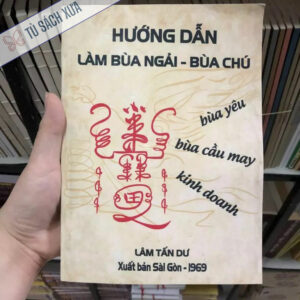 TỦ SÁCH XƯA
HƯỚNG DẪN
LÀM BÙA NGẢI - BÙA CHÚ
bùa yêu
bùa cầu may
kinh doanh
LÂM TẤN DƯ
Xuất bản Sài Gòn - 1969